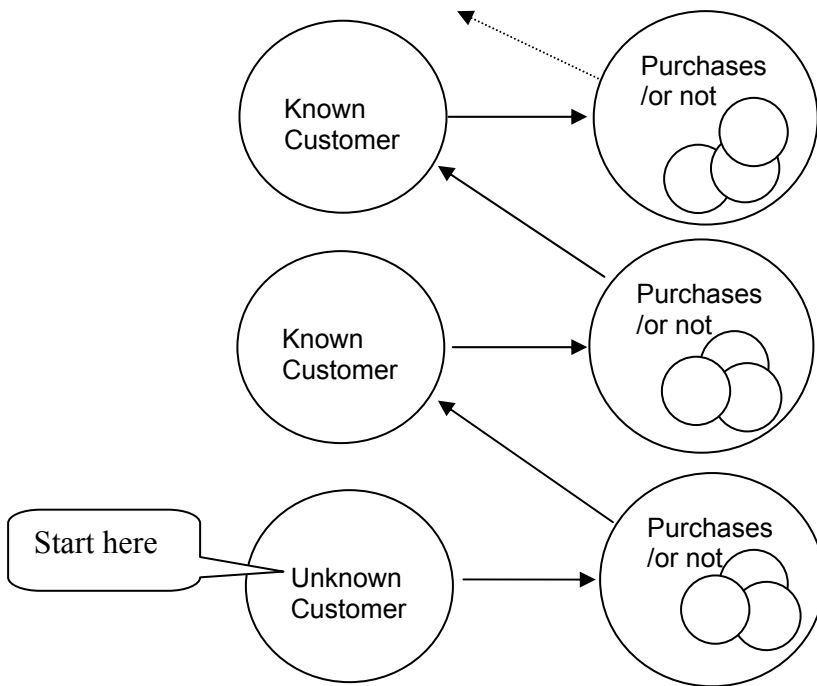 Known
Customer
Purchases
/or not
Known
Customer
Purchases
/or not
Start here
Unknown
Customer
Purchases
/or not